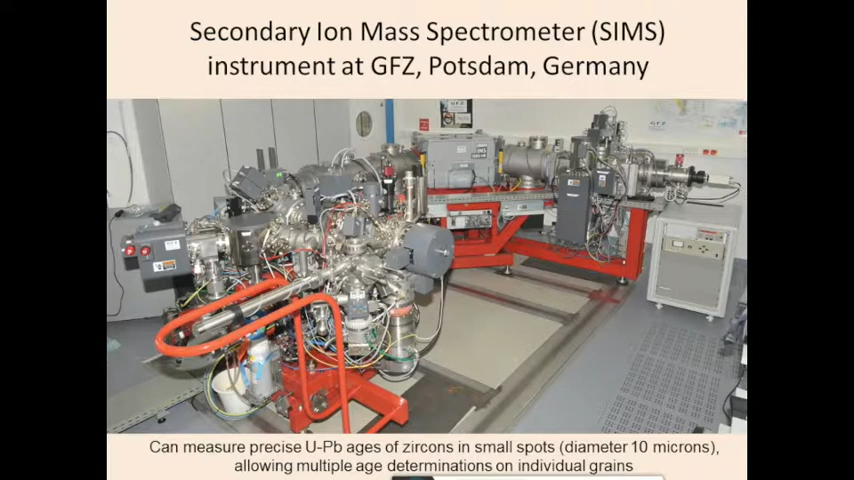 Secondary Ion Mass Spectrometer (SIMS)
instrument at GFZ, Potsdam, Germany
Can measure precise U-Pb ages of zircons in small spots (diameter 10 microns),
allowing multiple age determinations on individual grains